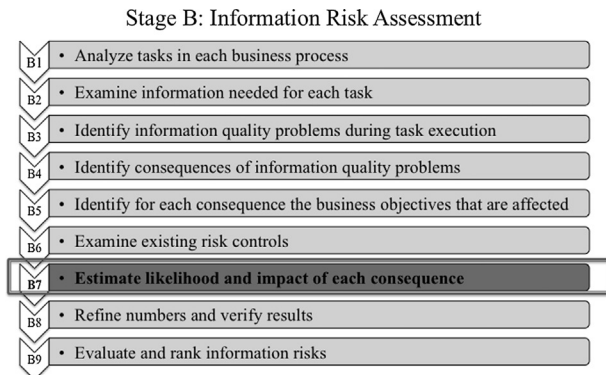 Stage B: Information Risk Assessment
B1 • Analyze tasks in each business process
B2 • Examine information needed for each task
B3 • Identify information quality problems during task execution
B4 • Identify consequences of information quality problems
B5 • Identify for each consequence the business objectives that are affected
B6 • Examine existing risk controls
B7 • Estimate likelihood and impact of each consequence
B8 • Refine numbers and verify results
B9 • Evaluate and rank information risks